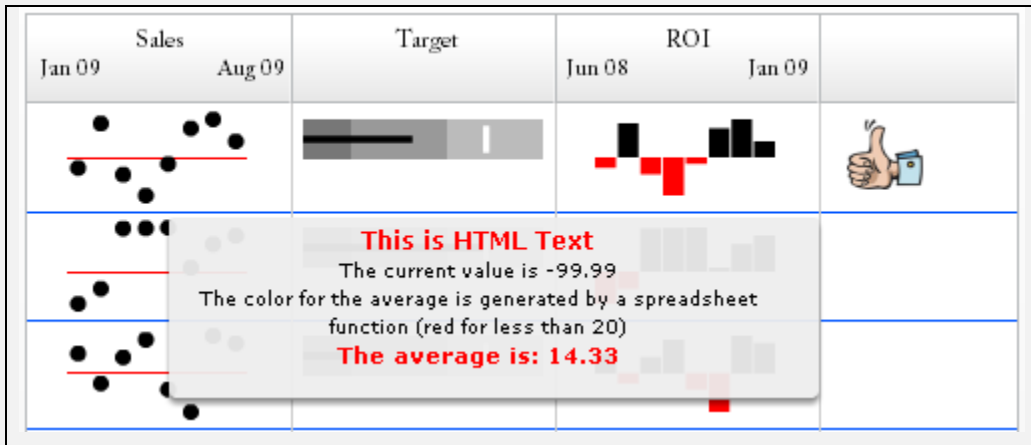 Sales
Jan 09 Aug 09
Target
ROI
Jun 08 Jan 09
This is HTML Text
The current value is -99.99
The color for the average is generated by a spreadsheet
function (red for less than 20)
The average is: 14.33